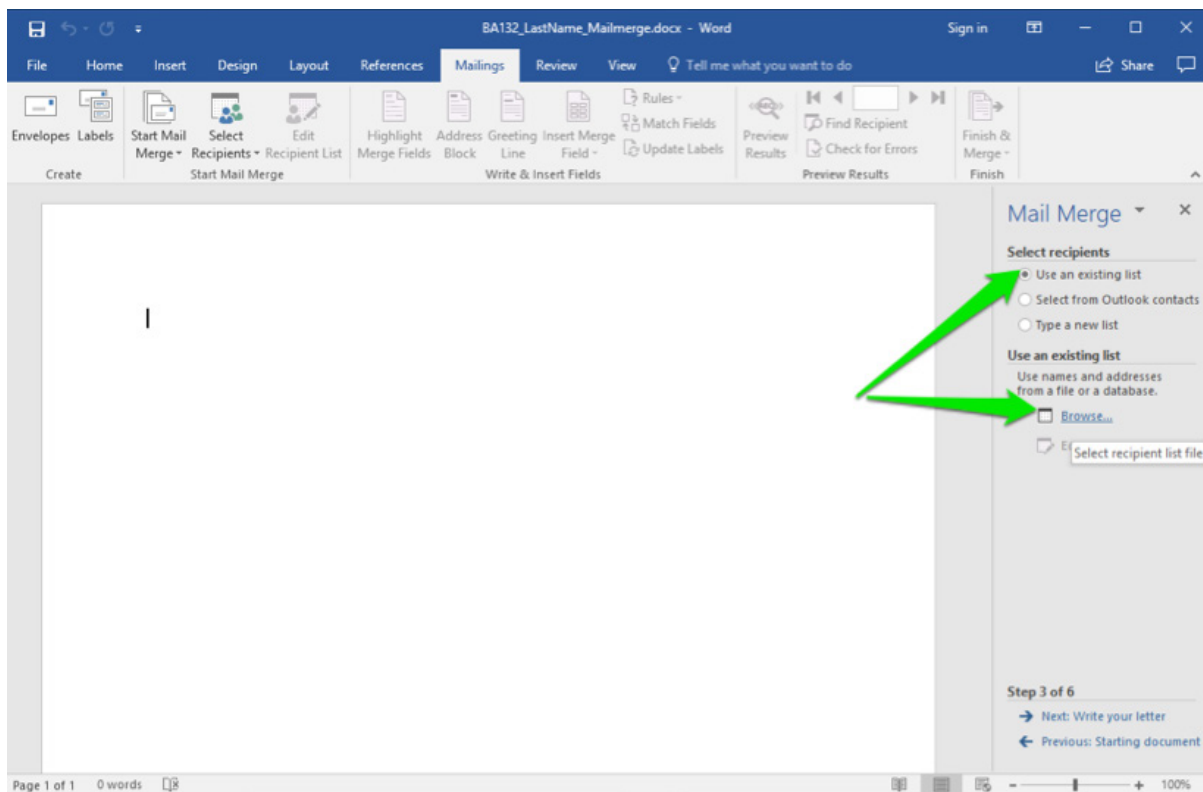 BA132_LastName_Mailmerge.docx - Word
Sign in
File Home Insert Design Layout References Mailings Review View Tell me what you want to do Share
Envelopes Labels
Create
Start Mail Merge
Select Recipients
Edit Recipient List
Start Mail Merge
Highlight Merge Fields
Address Block
Greeting Line
Insert Merge Field
Rules
Match Fields
Update Labels
Write & Insert Fields
Preview Results
Find Recipient
Check for Errors
Preview Results
Finish & Merge
Finish
Mail Merge
Select recipients
Use an existing list
Select from Outlook contacts
Type a new list
Use an existing list
Use names and addresses
from a file or a database.
Browse...
Select recipient list file
Step 3 of 6
Next: Write your letter
Previous: Starting document
Page 1 of 1 0 words 100%